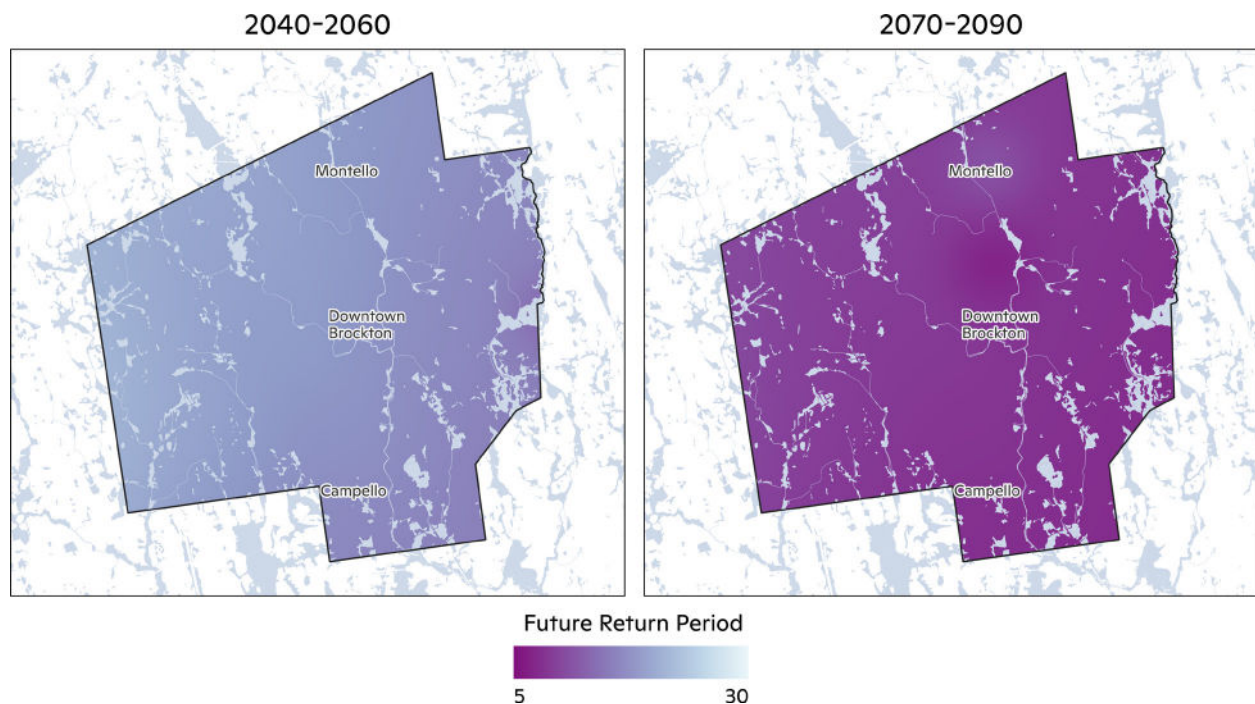 2040-2060
2070-2090
Montello
Downtown
Brockton
Campello
Montello
Downtown
Brockton
Campello
Future Return Period
5
30